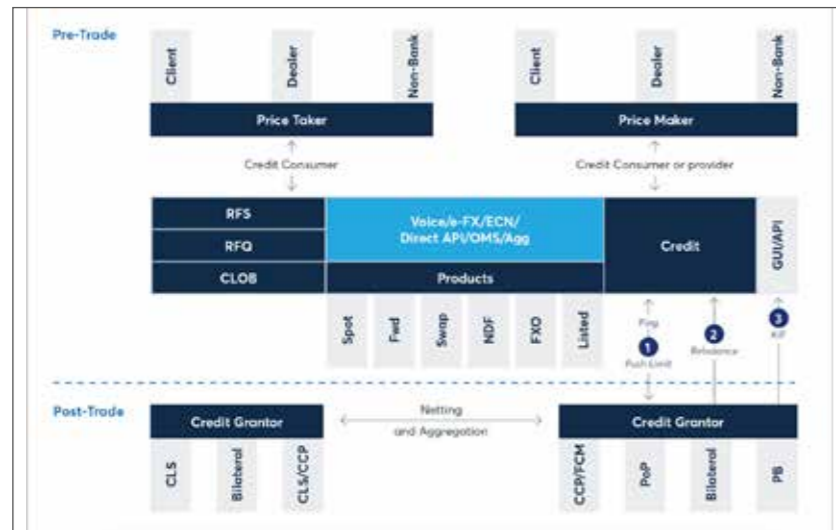 Pre-Trade
Client
Dealer
Non-Bank
Client
Dealer
Non-Bank
Price Taker
Price Maker
Credit Consumer
Credit Consumer or provider
RFS
RFQ
CLOB
Voice/e-FX/ECN/
Direct API/OMS/Agg
Products
Credit
GUI/API
Spot
Fwd
Swap
NDF
FXO
Listed
Ping
1
Push Limit
2
Rebalance
3
Kill
Post-Trade
Credit Grantor
Netting
and Aggregation
Credit Grantor
CLS
Bilateral
CLS/CCP
CCP/FCM
PoP
Bilateral
PB